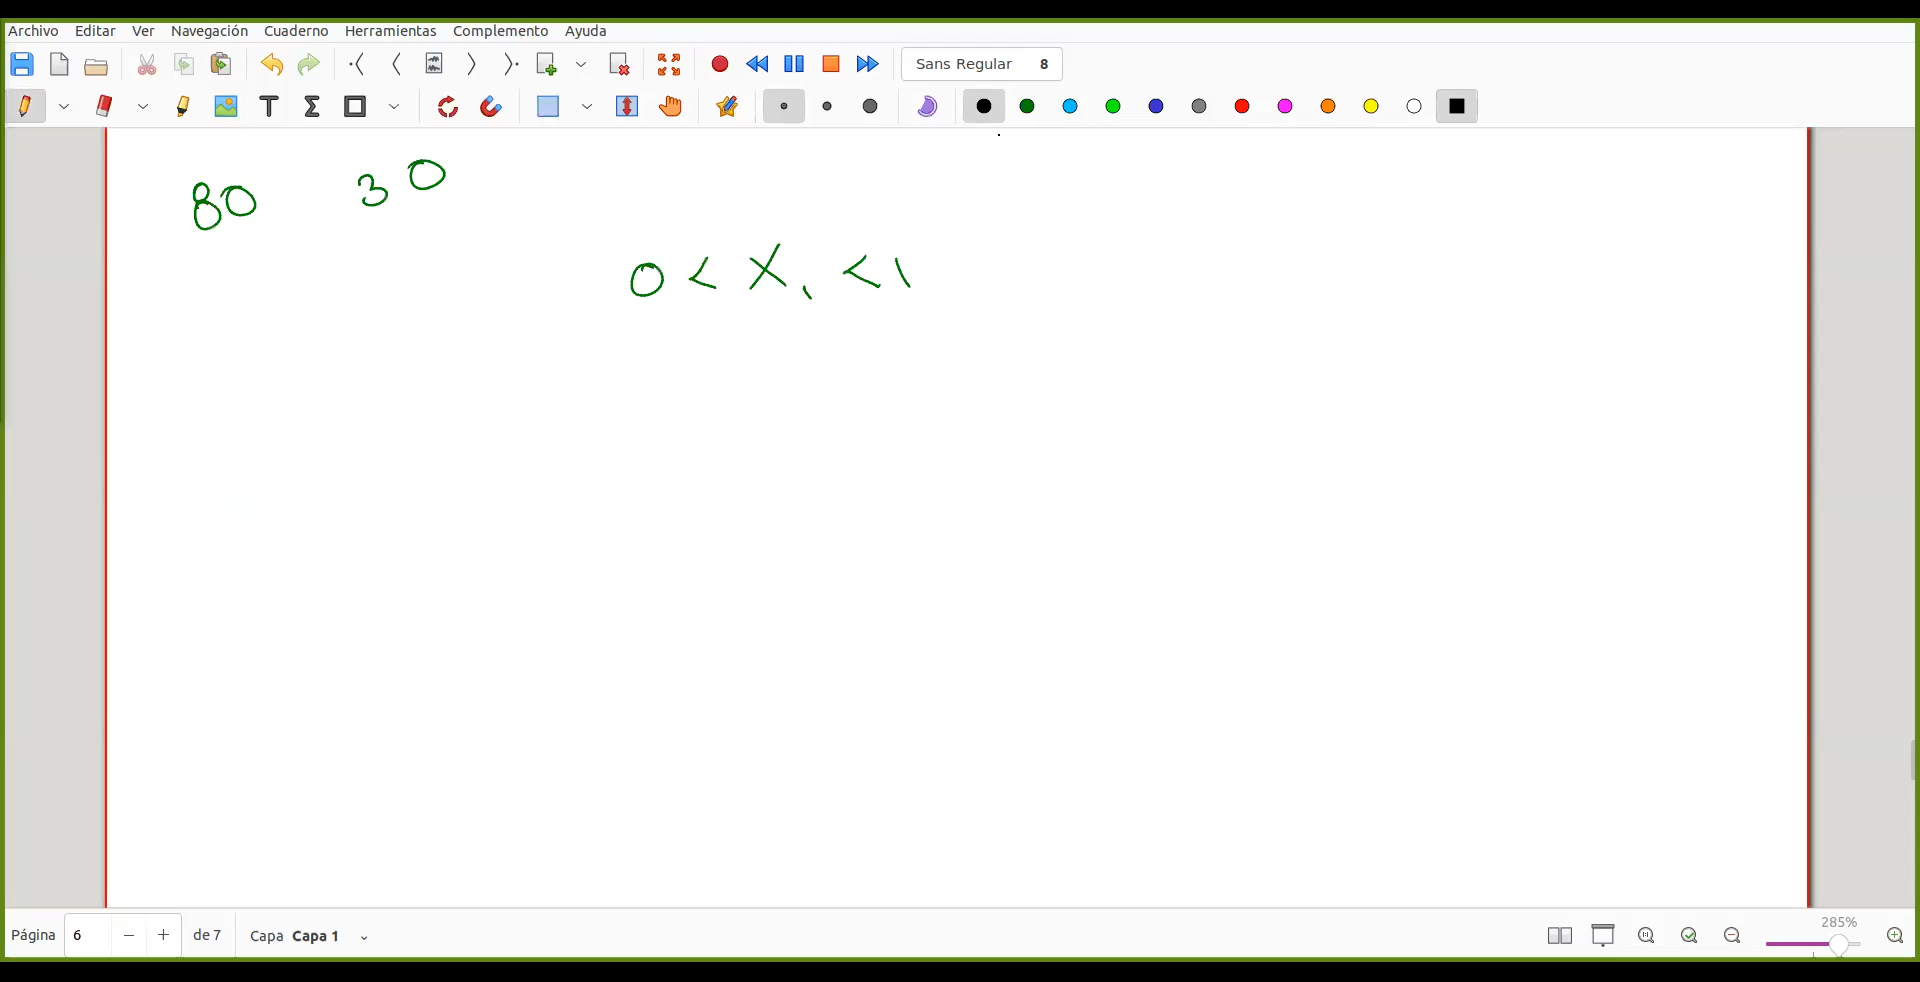 Archivo Editar Ver Navegación Cuaderno Herramientas Complemento Ayuda
Sans Regular 8
80 30
0 < X₁ < 1
285%
Página 6 − + de 7 Capa Capa 1